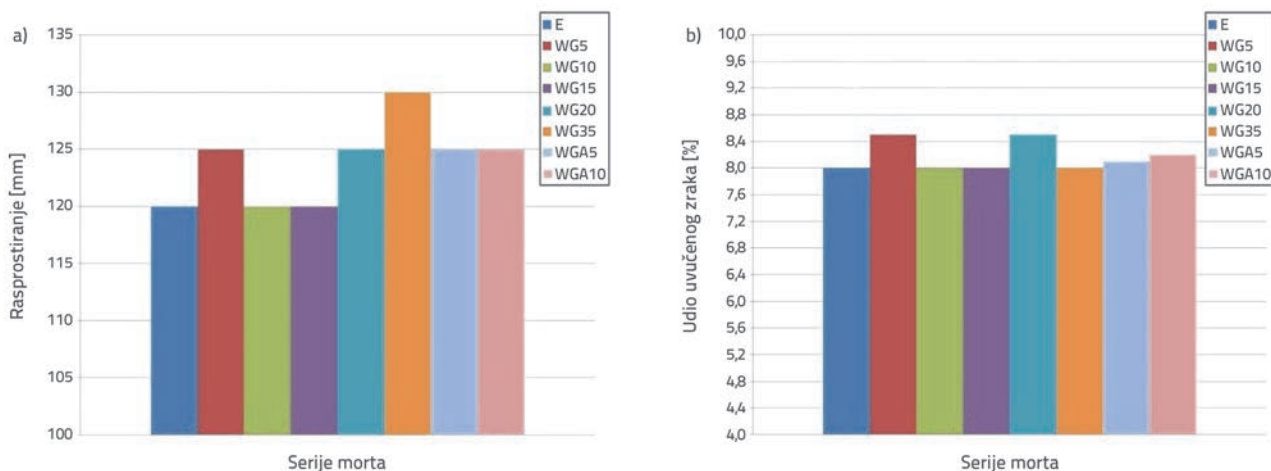 a)
Rasprostiranje [mm]
135
130
125
120
115
110
105
100
Serije morta
E
WG5
WG10
WG15
WG20
WG35
WGA5
WGA10
b)
Udio uvučenog zraka [%]
10,0
9,6
9,2
8,8
8,4
8,0
7,6
7,2
6,8
6,4
6,0
5,6
5,2
4,8
4,4
4,0
Serije morta
E
WG5
WG10
WG15
WG20
WG35
WGA5
WGA10